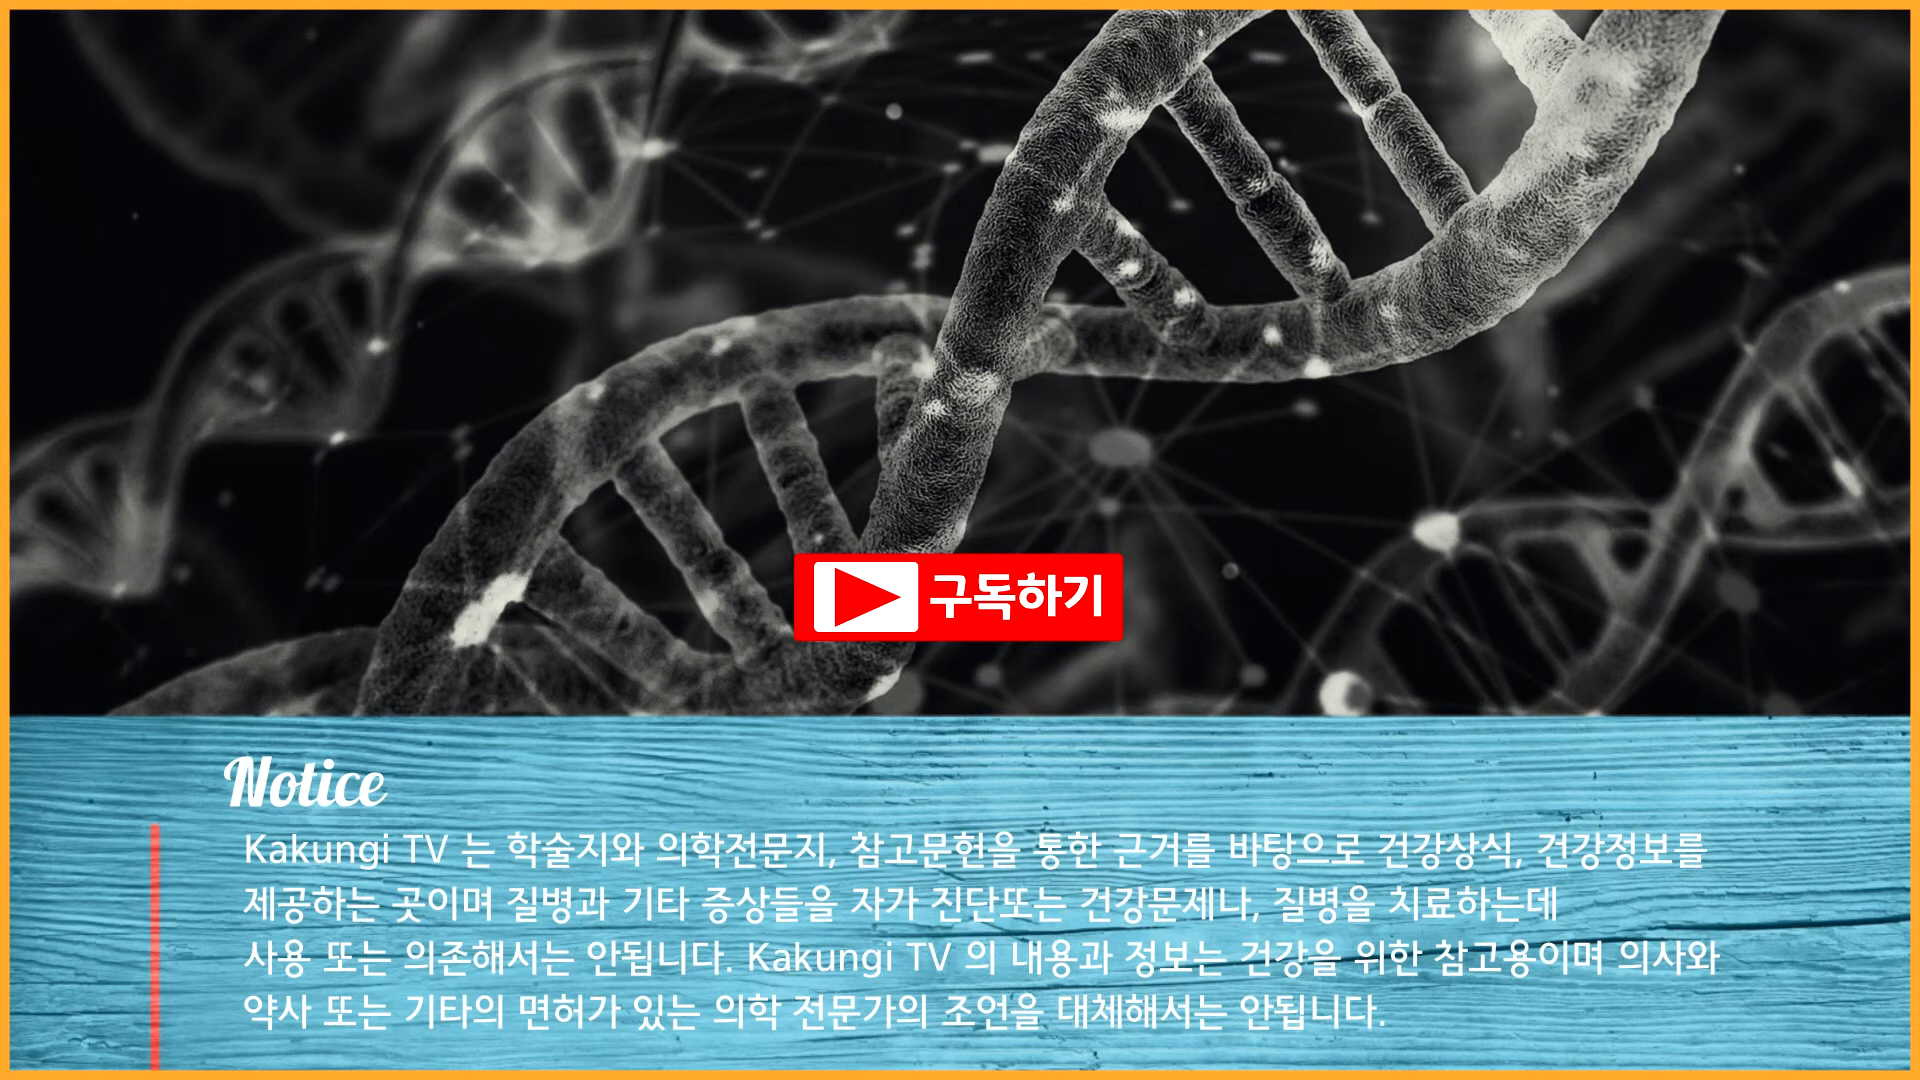 구독하기
Notice
Kakungi TV 는 학술지와 의학전문지, 참고문헌을 통한 근거를 바탕으로 건강상식, 건강정보를
제공하는 곳이며 질병과 기타 증상들을 자가 진단또는 건강문제나, 질병을 치료하는데
사용 또는 의존해서는 안됩니다. Kakungi TV 의 내용과 정보는 건강을 위한 참고용이며 의사와
약사 또는 기타의 면허가 있는 의학 전문가의 조언을 대체해서는 안됩니다.